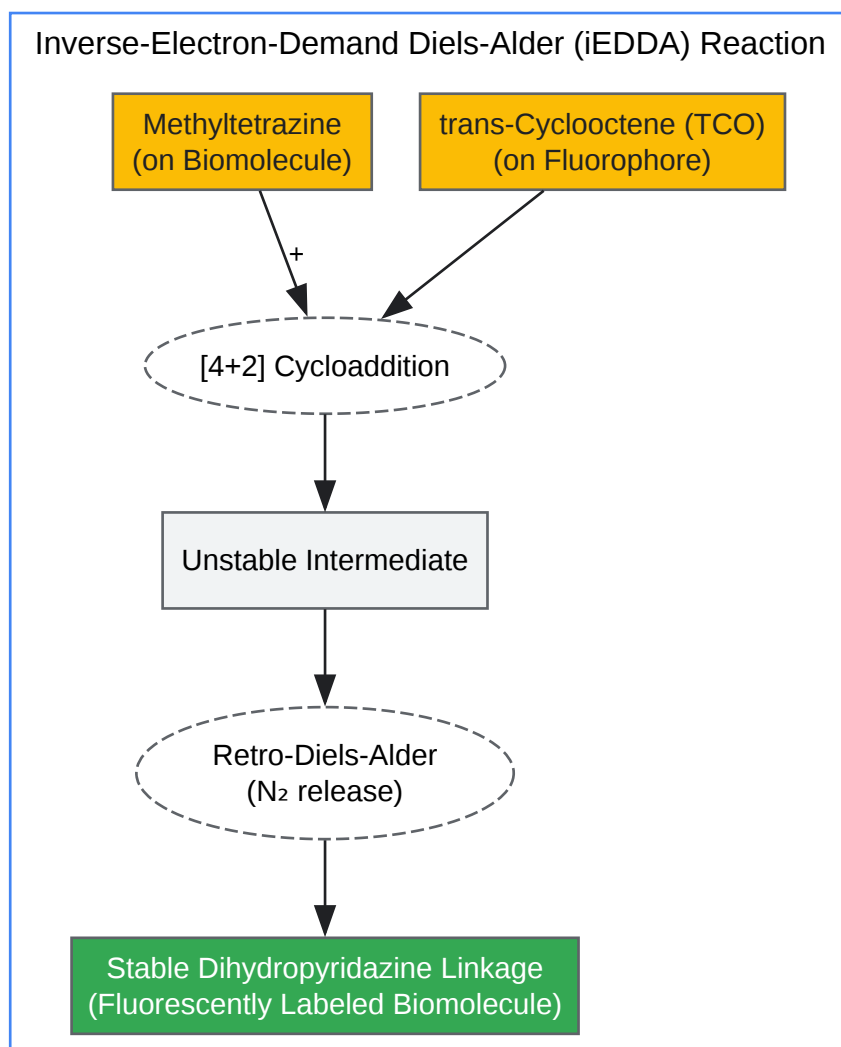 Inverse-Electron-Demand Diels-Alder (iEDDA) Reaction
Methyltetrazine
(on Biomolecule)
trans-Cyclooctene (TCO)
(on Fluorophore)
+
[4+2] Cycloaddition
Unstable Intermediate
Retro-Diels-Alder
(N₂ release)
Stable Dihydropyridazine Linkage
(Fluorescently Labeled Biomolecule)